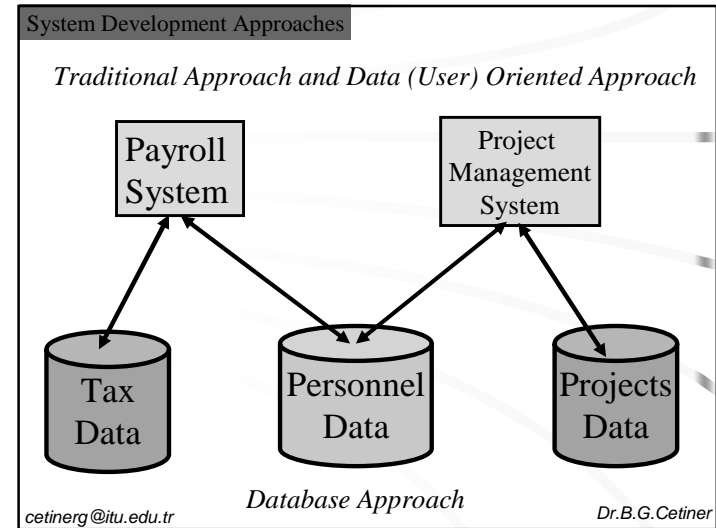 System Development Approaches
Traditional Approach and Data (User) Oriented Approach
Payroll
System
Project
Management
System
Tax
Data
Personnel
Data
Projects
Data
Database Approach
cetinerg@itu.edu.tr
Dr.B.G.Cetiner